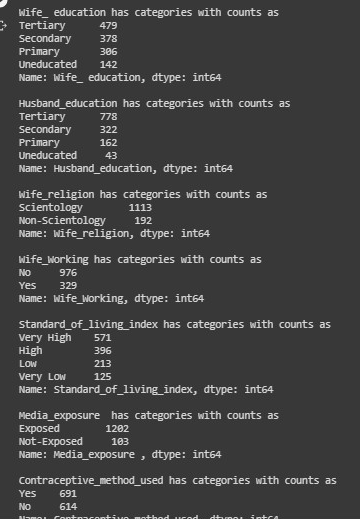 Wife_ education has categories with counts as
Tertiary 479
Secondary 378
Primary 306
Uneducated 142
Name: Wife_ education, dtype: int64
Husband_education has categories with counts as
Tertiary 778
Secondary 322
Primary 162
Uneducated 43
Name: Husband_education, dtype: int64
Wife_religion has categories with counts as
Scientology 1113
Non-Scientology 192
Name: Wife_religion, dtype: int64
Wife_Working has categories with counts as
No 976
Yes 329
Name: Wife_Working, dtype: int64
Standard_of_living_index has categories with counts as
Very High 571
High 396
Low 213
Very Low 125
Name: Standard_of_living_index, dtype: int64
Media_exposure  has categories with counts as
Exposed 1202
Not-Exposed 103
Name: Media_exposure , dtype: int64
Contraceptive_method_used has categories with counts as
Yes 691
No 614
Name: Contraceptive_method_used, dtype: int64